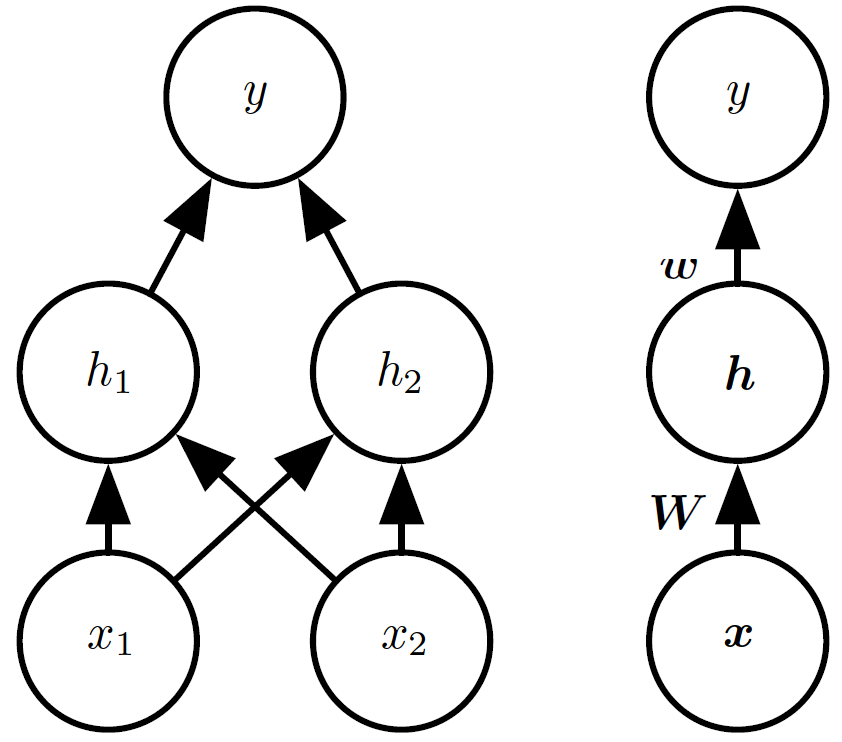 y y
w
h₁ h₂ h
W
x₁ x₂ x